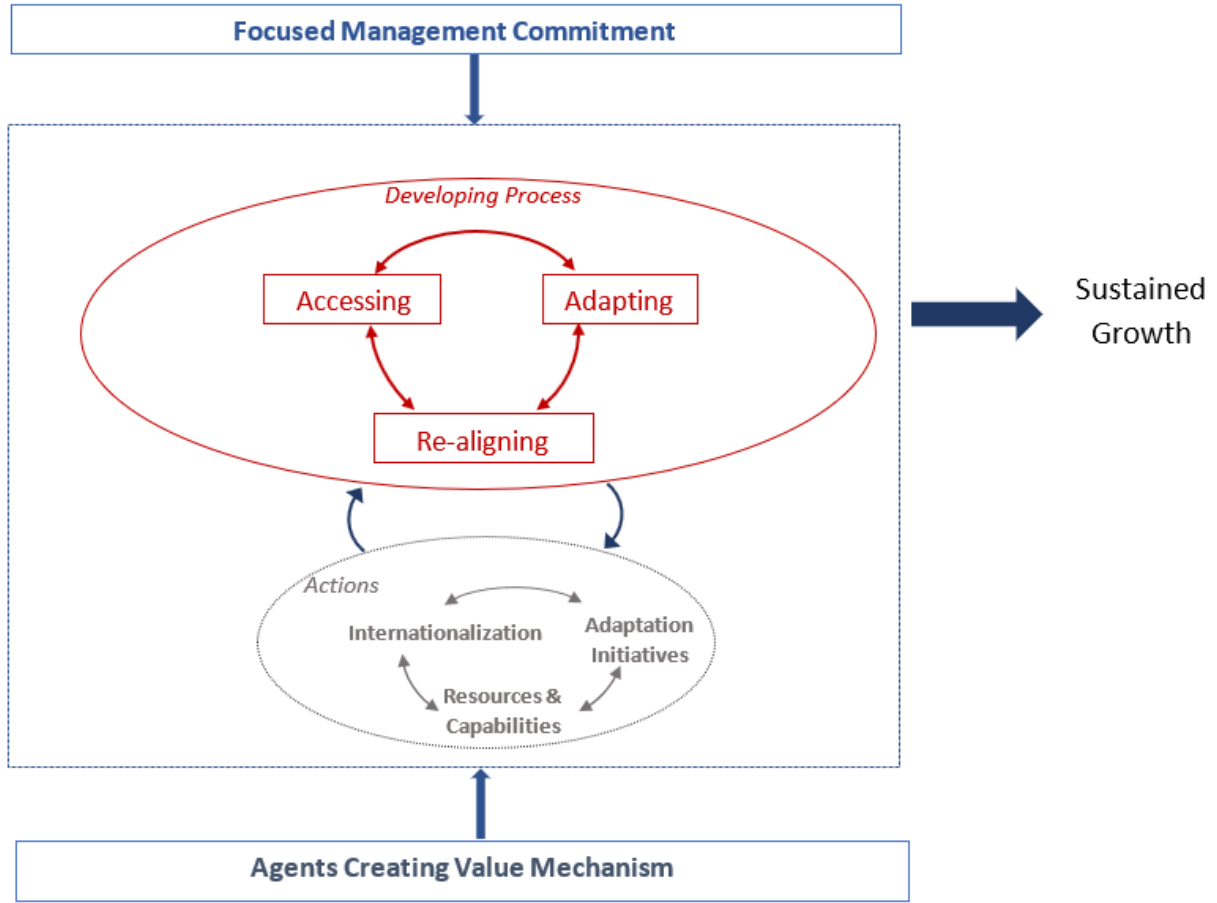 Focused Management Commitment
Developing Process
Accessing
Adapting
Re-aligning
Sustained
Growth
Actions
Internationalization
Adaptation
Initiatives
Resources &
Capabilities
Agents Creating Value Mechanism